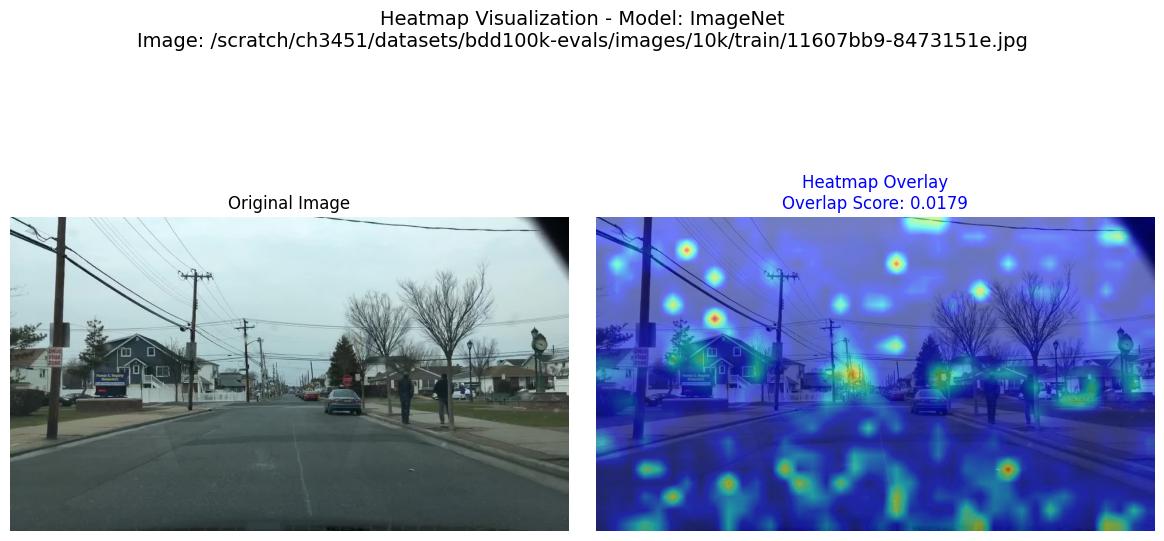 Heatmap Visualization - Model: ImageNet
Image: /scratch/ch3451/datasets/bdd100k-evals/images/10k/train/11607bb9-8473151e.jpg
Original Image
Heatmap Overlay
Overlap Score: 0.0179